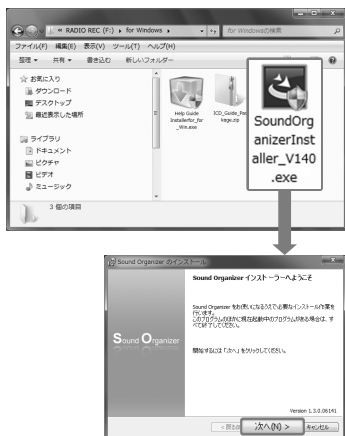 « RADIO REC (F:) ▸ for Windows ▸
for Windowsの検索
ファイル(F) 編集(E) 表示(V) ツール(T) ヘルプ(H)
整理 ▼ 共有 ▼ 書き込む 新しいフォルダー
お気に入り
ダウンロード
デスクトップ
最近表示した場所
ライブラリ
ドキュメント
ピクチャ
ビデオ
ミュージック
Help Guide
Installerfor_for
_Win.exe
ICD_Guide_Pac
kage.zip
SoundOrg
anizerInst
aller_V140
.exe
3 個の項目
Sound Organizer のインストール
Sound Organizer インストーラーへようこそ
Sound Organizer をお使いになるうえで必要なインストール作業を
行います。
このプログラムのほかに現在起動中のプログラムがある場合は、す
べて終了してください。
開始するには「次へ」をクリックしてください。
Sound Organizer
Version 1.3.0.06141
次へ(N) >
キャンセル